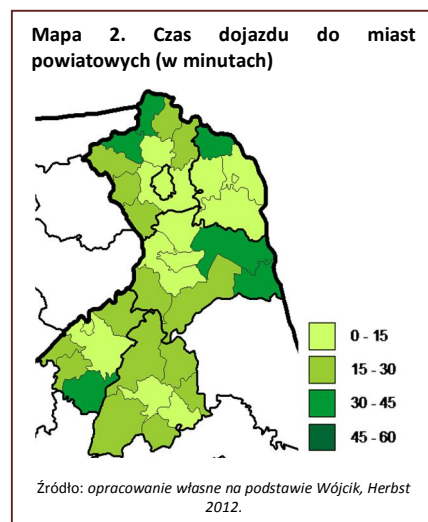 Mapa 2. Czas dojazdu do miast
powiatowych (w minutach)
0 - 15
15 - 30
30 - 45
45 - 60
Źródło: opracowanie własne na podstawie Wójcik, Herbst
2012.